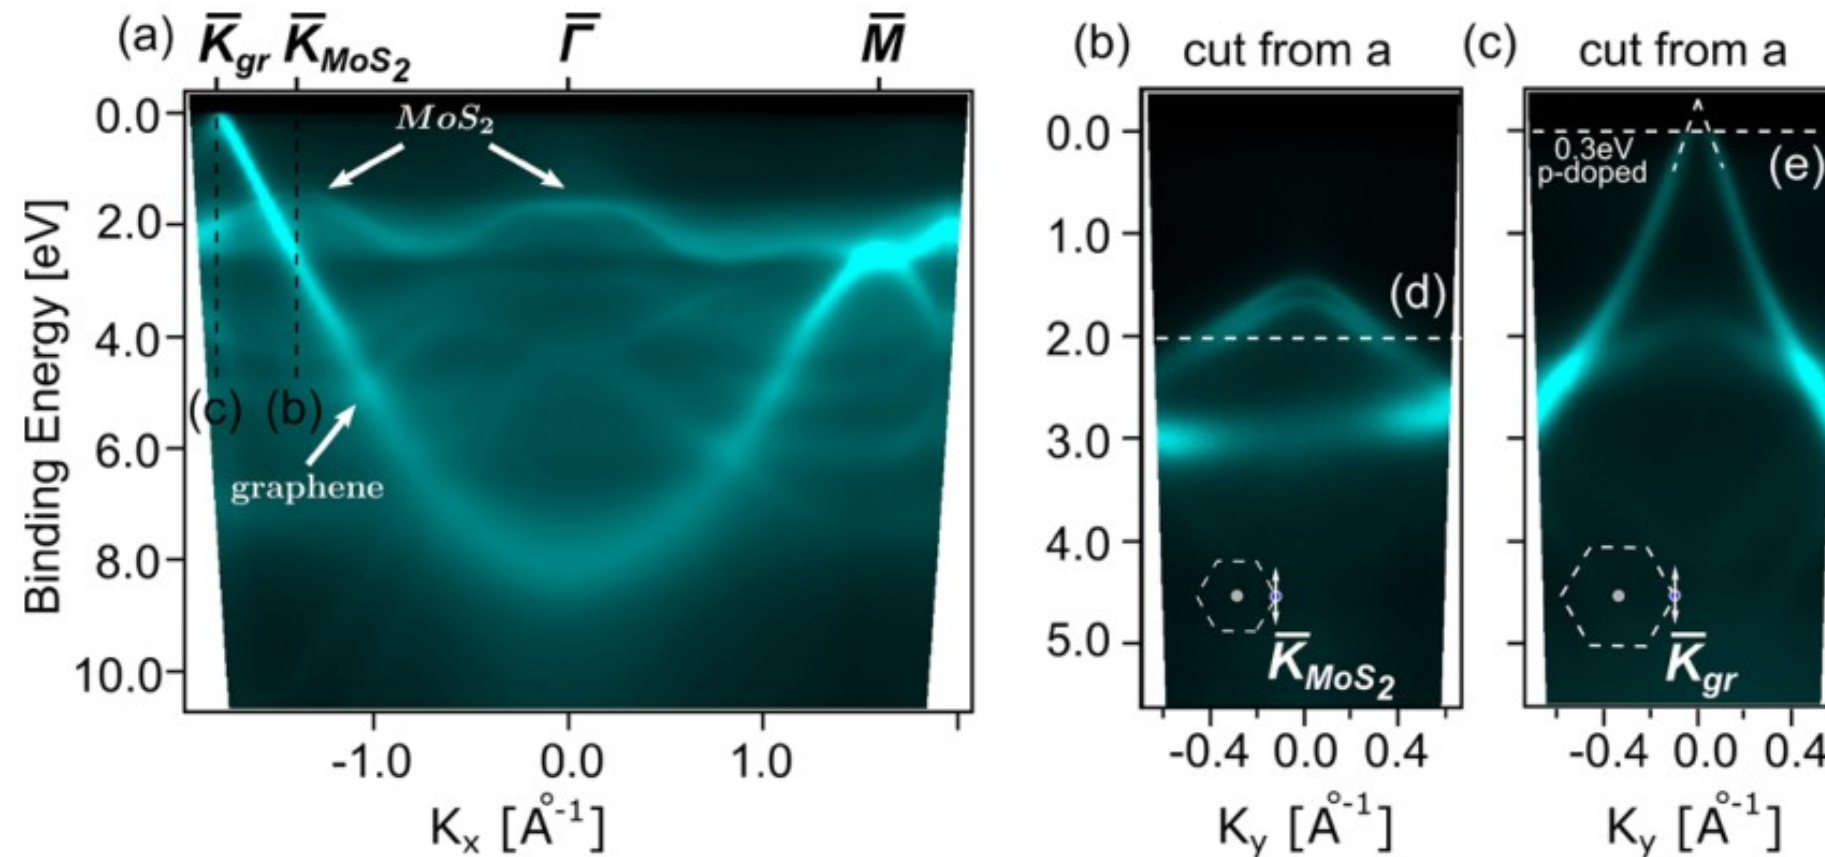 (a) K̅gr K̅MoS₂ Γ̅ M̅
0.0
2.0
4.0
6.0
8.0
10.0
Binding Energy [eV]
MoS₂
(c) (b)
graphene
-1.0 0.0 1.0
Kx [Å⁻¹]
(b) cut from a
0.0
1.0
2.0
3.0
4.0
5.0
(d)
K̅MoS₂
-0.4 0.0 0.4
Ky [Å⁻¹]
(c) cut from a
0.3eV
p-doped
(e)
K̅gr
-0.4 0.0 0.4
Ky [Å⁻¹]